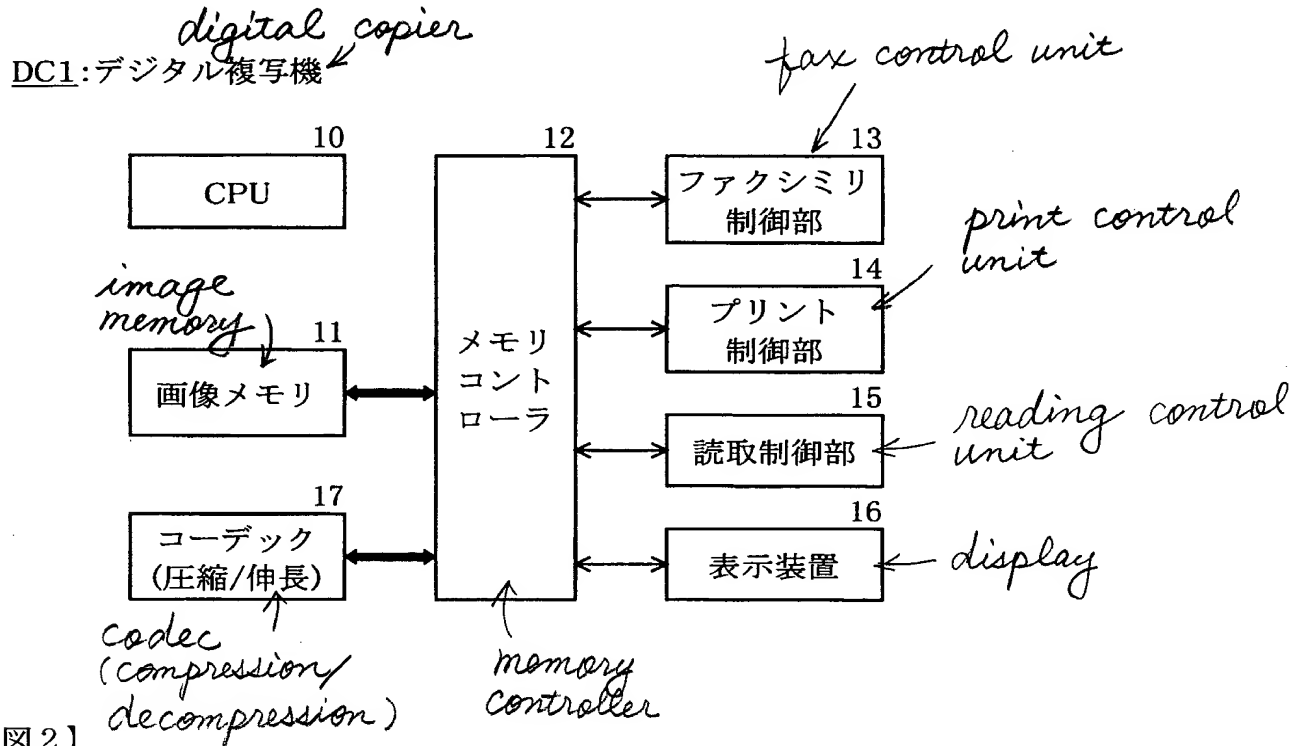 digital copier
DC1:デジタル複写機
fax control unit
10
CPU
12
メモリ
コント
ローラ
13
ファクシミリ
制御部
print control
unit
14
プリント
制御部
image
memory
11
画像メモリ
15
読取制御部
reading control
unit
17
コーデック
(圧縮/伸長)
16
表示装置
display
codec
(compression/
decompression)
memory
controller
図2】